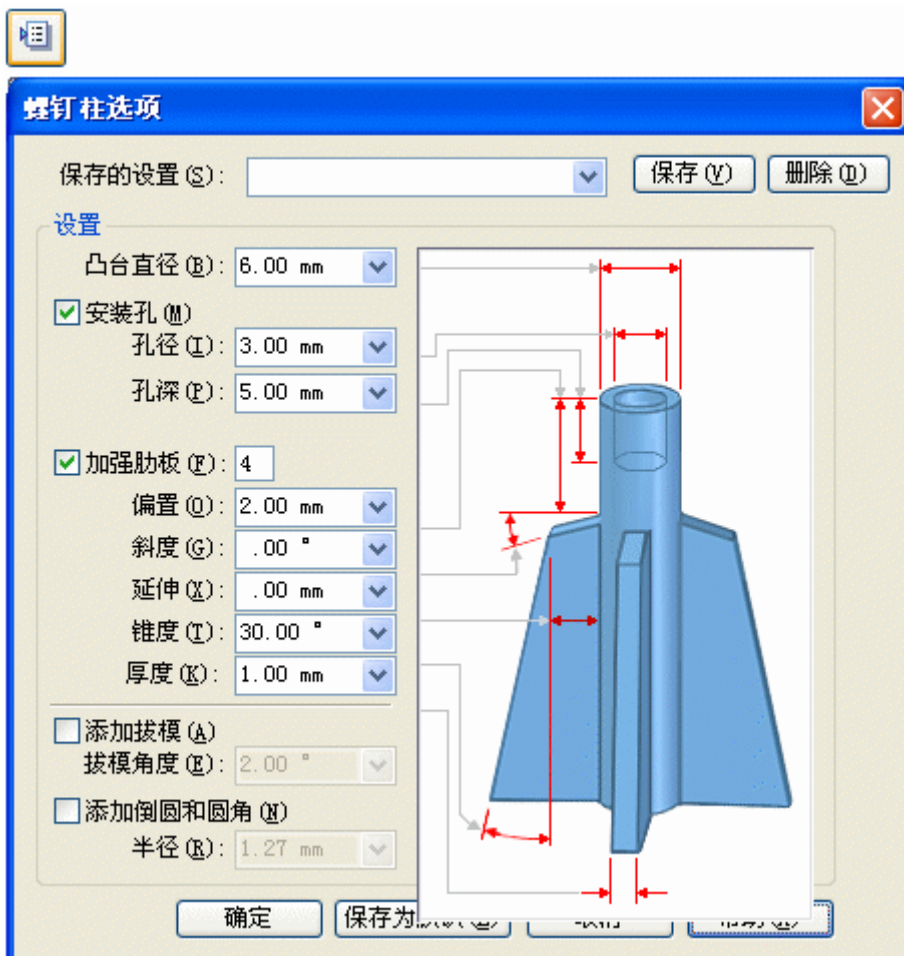 螺钉柱选项
保存的设置(S): 保存(V) 删除(D)
设置
凸台直径(B): 6.00 mm
安装孔(M)
孔径(I): 3.00 mm
孔深(P): 5.00 mm
加强肋板(F): 4
偏置(O): 2.00 mm
斜度(G): .00 °
延伸(X): .00 mm
锥度(T): 30.00 °
厚度(K): 1.00 mm
添加拔模(A)
拔模角度(E): 2.00 °
添加倒圆和圆角(N)
半径(R): 1.27 mm
确定 保存为